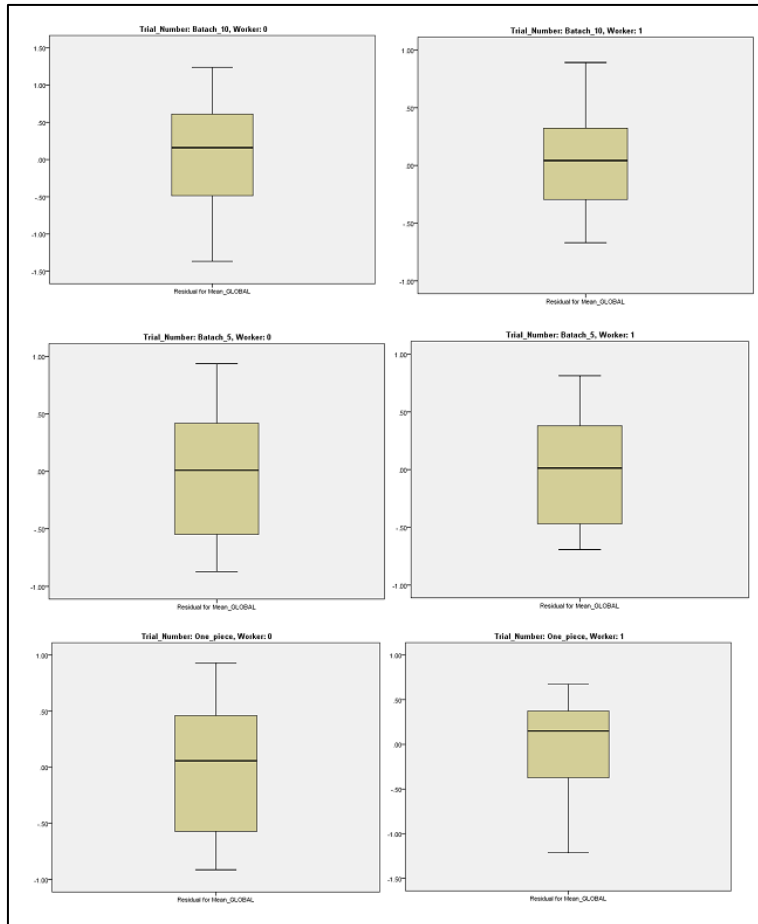 Trial_Number: Batach_10, Worker: 0
1.50
1.00
.50
.00
-.50
-1.00
-1.50
Residual for Mean_GLOBAL
Trial_Number: Batach_10, Worker: 1
1.00
.50
.00
-.50
-1.00
Residual for Mean_GLOBAL
Trial_Number: Batach_5, Worker: 0
1.00
.50
.00
-.50
-1.00
Residual for Mean_GLOBAL
Trial_Number: Batach_5, Worker: 1
1.00
.50
.00
-.50
-1.00
Residual for Mean_GLOBAL
Trial_Number: One_piece, Worker: 0
1.00
.50
.00
-.50
-1.00
Residual for Mean_GLOBAL
Trial_Number: One_piece, Worker: 1
1.00
.50
.00
-.50
-1.00
-1.50
Residual for Mean_GLOBAL